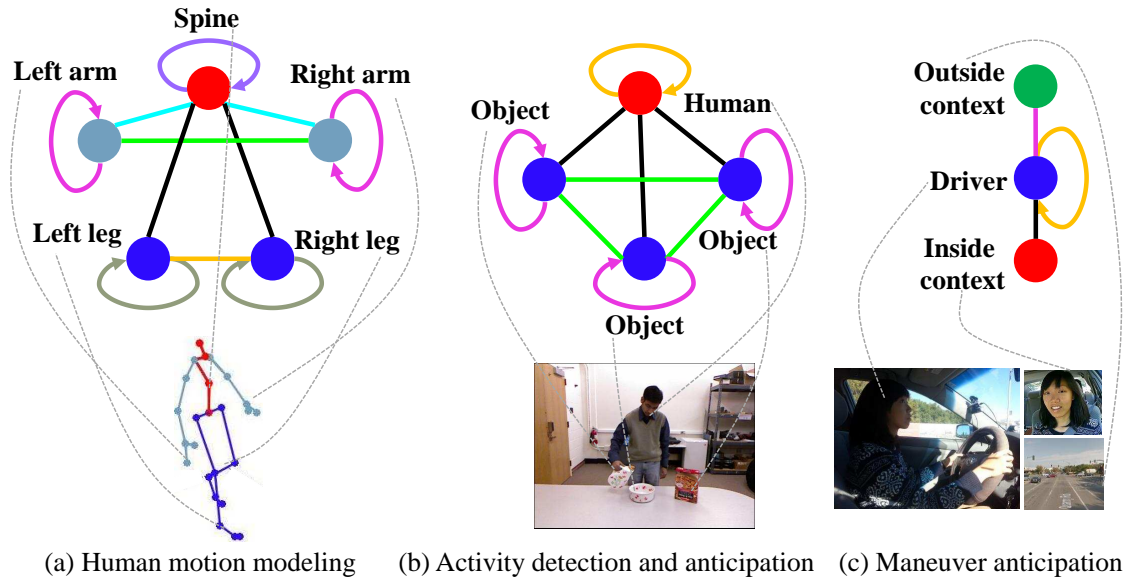 Spine
Left arm
Right arm
Left leg
Right leg
(a) Human motion modeling
Object
Human
Object
Object
(b) Activity detection and anticipation
Outside
context
Driver
Inside
context
(c) Maneuver anticipation